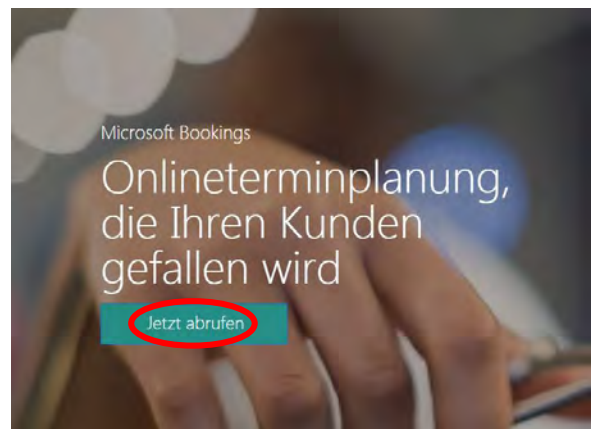 Microsoft Bookings
Onlineterminplanung,
die Ihren Kunden
gefallen wird
Jetzt abrufen